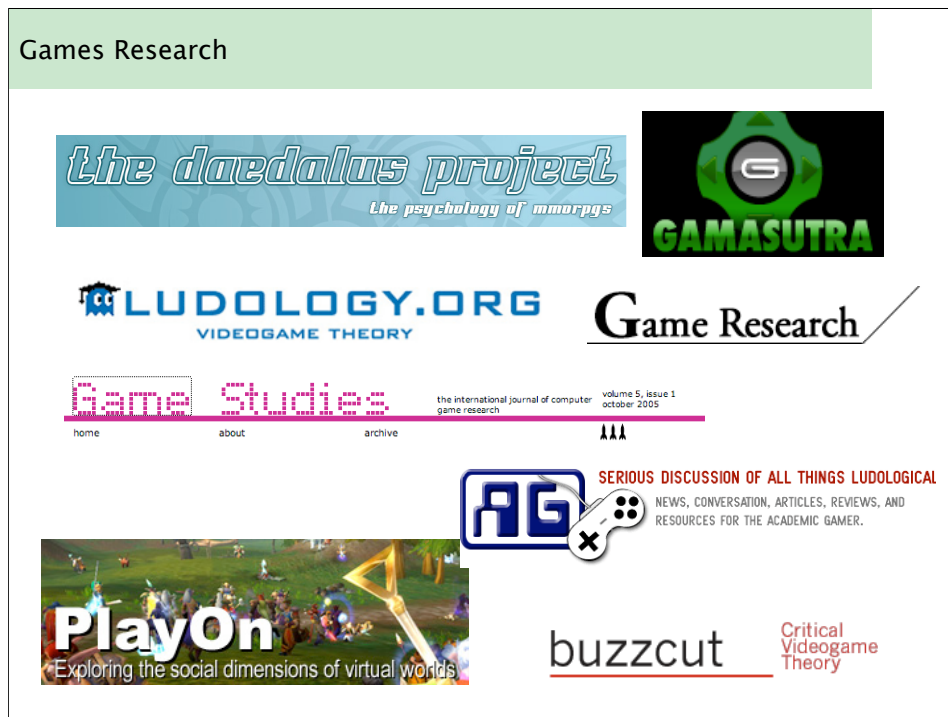 Games Research
the daedalus project
the psychology of mmorpgs
G
GAMASUTRA
LUDOLOGY.ORG
VIDEOGAME THEORY
Game Research
Game Studies
the international journal of computer
game research
volume 5, issue 1
october 2005
home about archive
AG
SERIOUS DISCUSSION OF ALL THINGS LUDOLOGICAL
NEWS, CONVERSATION, ARTICLES, REVIEWS, AND
RESOURCES FOR THE ACADEMIC GAMER.
PlayOn
Exploring the social dimensions of virtual worlds
buzzcut
Critical
Videogame
Theory